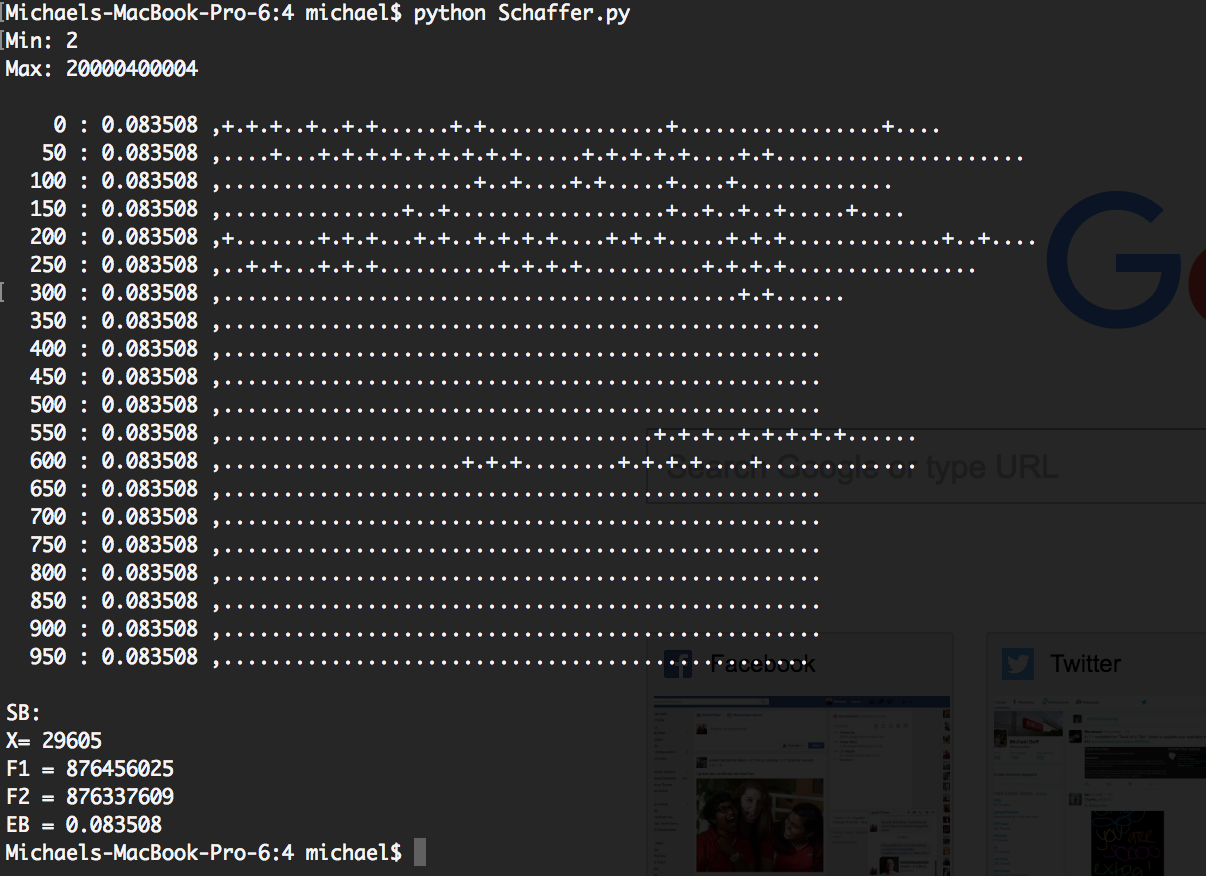 Michaels-MacBook-Pro-6:4 michael$ python Schaffer.py
Min: 2
Max: 20000400004
0 : 0.083508 ,+.+.+..+..+.+......+.+...............+.................+....
50 : 0.083508 ,....+...+.+.+.+.+.+.+.+.+.....+.+.+.+.+....+.+.....................
100 : 0.083508 ,.....................+..+....+.+.....+....+.............
150 : 0.083508 ,...............+..+..................+..+..+..+.....+....
200 : 0.083508 ,+.......+.+.+...+.+..+.+.+.+....+.+.+.....+.+.+.............+..+....
250 : 0.083508 ,..+.+...+.+.+..........+.+.+.+..........+.+.+.+................
300 : 0.083508 ,...........................................+.+......
350 : 0.083508 ,..................................................
400 : 0.083508 ,..................................................
450 : 0.083508 ,..................................................
500 : 0.083508 ,..................................................
550 : 0.083508 ,....................................+.+.+..+.+.+.+.+......
600 : 0.083508 ,....................+.+.+........+.+.+.+....+.............
Search Google or type URL
650 : 0.083508 ,..................................................
700 : 0.083508 ,..................................................
750 : 0.083508 ,..................................................
800 : 0.083508 ,..................................................
850 : 0.083508 ,..................................................
900 : 0.083508 ,..................................................
950 : 0.083508 ,..................................................
Facebook
Twitter
SB:
X= 29605
F1 = 876456025
F2 = 876337609
EB = 0.083508
Michaels-MacBook-Pro-6:4 michael$